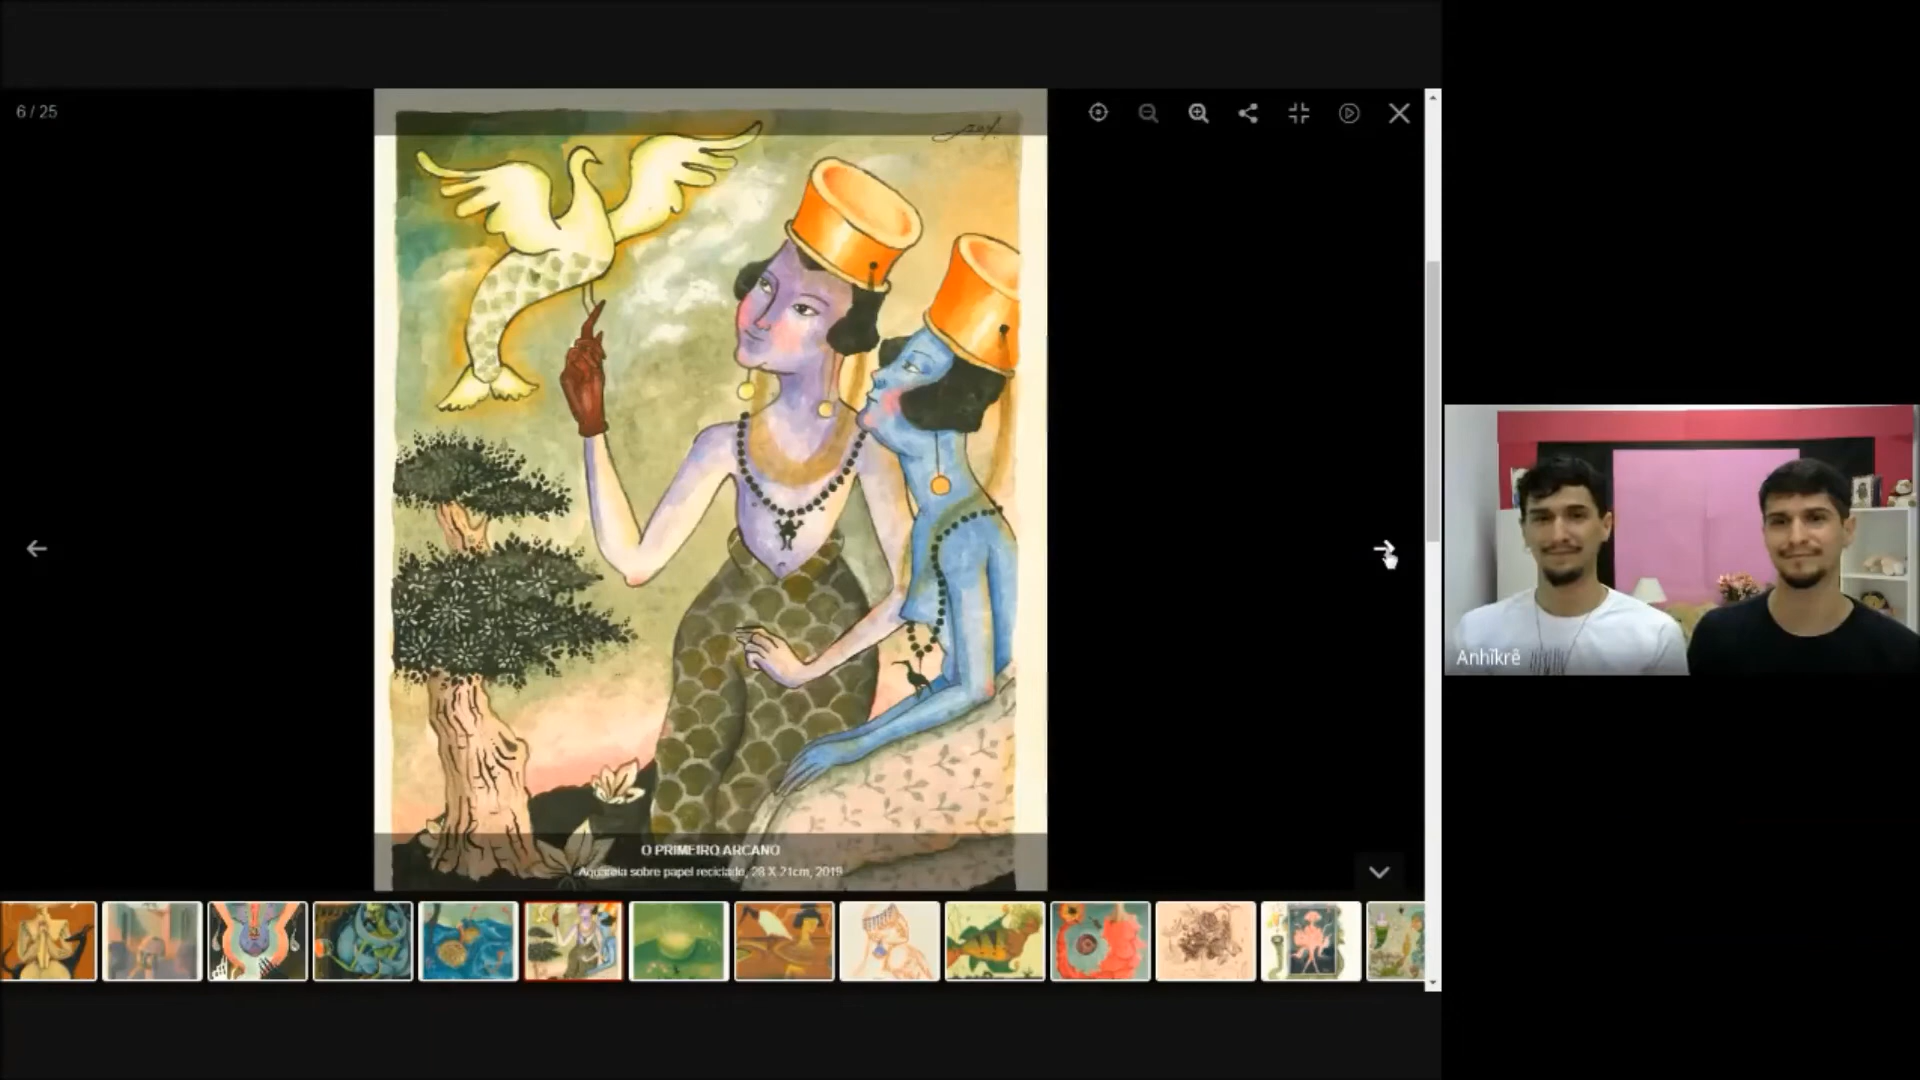 6 / 25
O PRIMEIRO ARCANO
Aquarela sobre papel reciclado, 28 X 21cm, 2019
Anhĩkrê